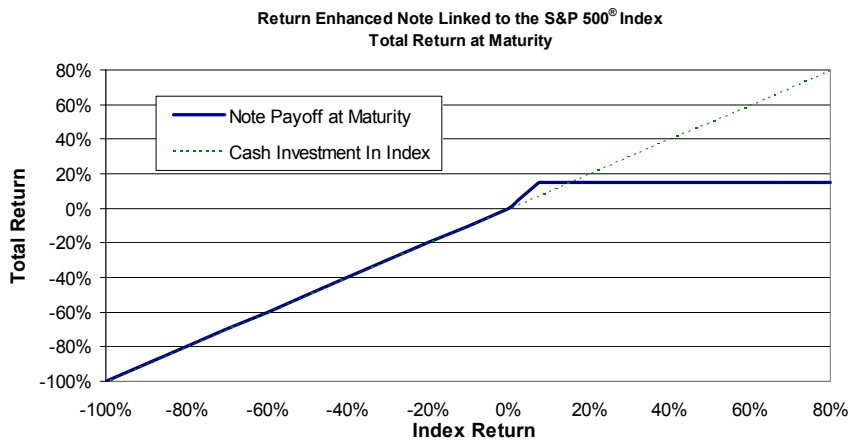 Return Enhanced Note Linked to the S&P 500® Index
Total Return at Maturity
80%
60%
40%
20%
0%
-20%
-40%
-60%
-80%
-100%
Total Return
Note Payoff at Maturity
Cash Investment In Index
-100% -80% -60% -40% -20% 0% 20% 40% 60% 80%
Index Return